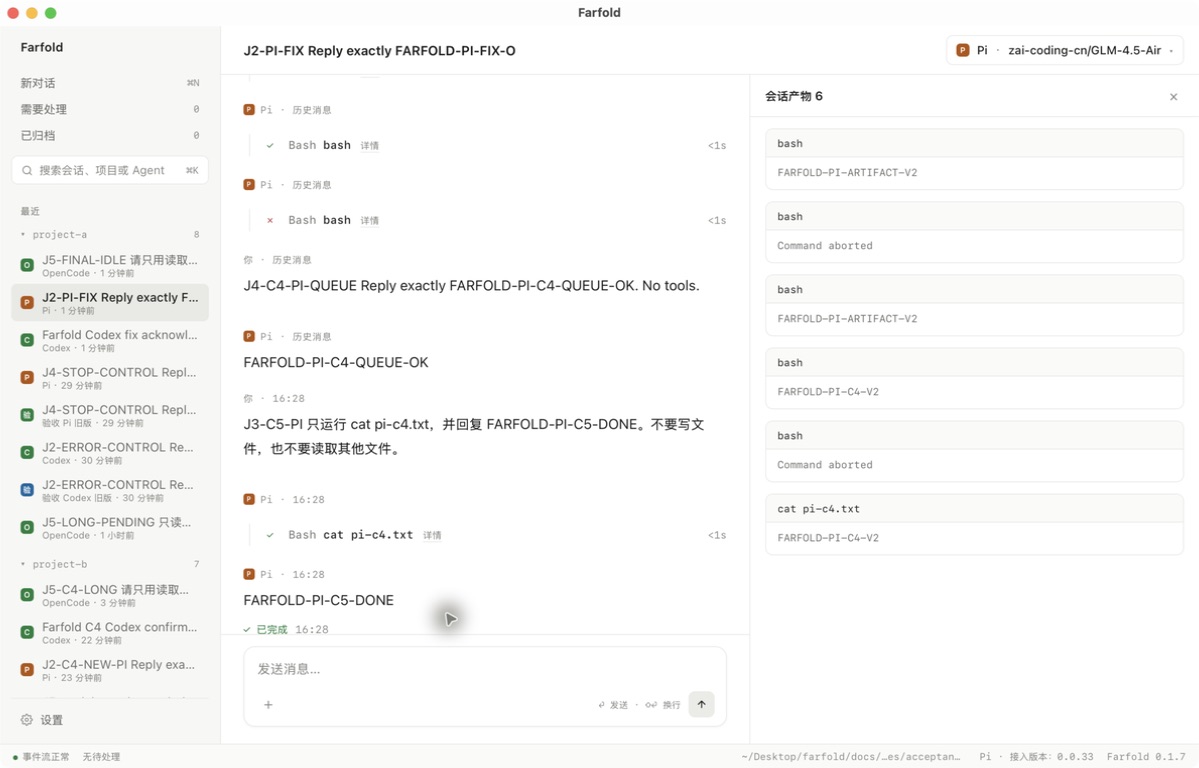 Farfold
Farfold
新对话 ⌘N
需要处理 0
已归档 0
搜索会话、项目或 Agent ⌘K
最近
project-a 8
J5-FINAL-IDLE 请只用读取...
OpenCode · 1 分钟前
J2-PI-FIX Reply exactly F...
Pi · 1 分钟前
Farfold Codex fix acknowl...
Codex · 1 分钟前
J4-STOP-CONTROL Repl...
Pi · 29 分钟前
J4-STOP-CONTROL Repl...
验收 Pi 旧版 · 29 分钟前
J2-ERROR-CONTROL Re...
Codex · 30 分钟前
J2-ERROR-CONTROL Re...
验收 Codex 旧版 · 30 分钟前
J5-LONG-PENDING 只读...
OpenCode · 1 小时前
project-b 7
J5-C4-LONG 请只用读取...
OpenCode · 3 分钟前
Farfold C4 Codex confirm...
Codex · 22 分钟前
J2-C4-NEW-PI Reply exa...
Pi · 23 分钟前
设置
J2-PI-FIX Reply exactly FARFOLD-PI-FIX-O
P Pi · zai-coding-cn/GLM-4.5-Air
P Pi · 历史消息
Bash bash 详情 <1s
P Pi · 历史消息
Bash bash 详情 <1s
你 · 历史消息
J4-C4-PI-QUEUE Reply exactly FARFOLD-PI-C4-QUEUE-OK. No tools.
P Pi · 历史消息
FARFOLD-PI-C4-QUEUE-OK
你 · 16:28
J3-C5-PI 只运行 cat pi-c4.txt，并回复 FARFOLD-PI-C5-DONE。不要写文
件，也不要读取其他文件。
P Pi · 16:28
Bash cat pi-c4.txt 详情 <1s
P Pi · 16:28
FARFOLD-PI-C5-DONE
已完成 16:28
发送消息...
发送 · 换行
会话产物 6
bash
FARFOLD-PI-ARTIFACT-V2
bash
Command aborted
bash
FARFOLD-PI-ARTIFACT-V2
bash
FARFOLD-PI-C4-V2
bash
Command aborted
cat pi-c4.txt
FARFOLD-PI-C4-V2
事件流正常 无待处理
~/Desktop/farfold/docs/…es/acceptan… Pi · 接入版本: 0.0.33 Farfold 0.1.7